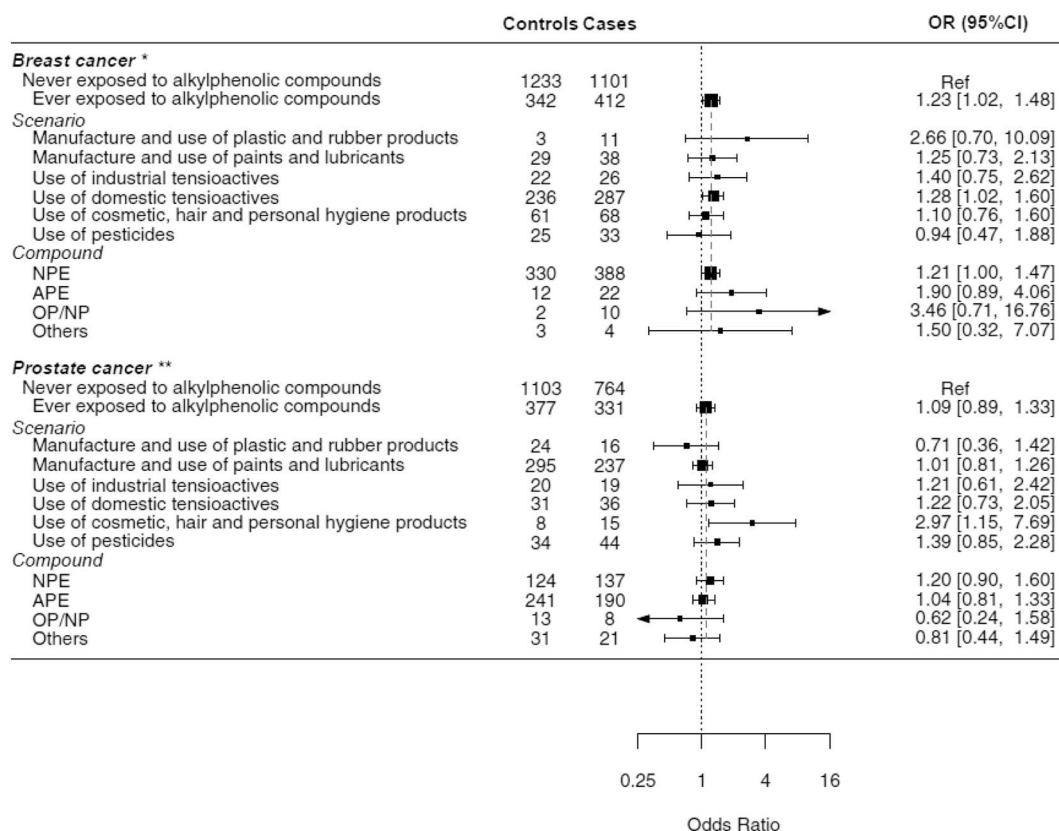 Controls Cases OR (95%CI)
Breast cancer *
Never exposed to alkylphenolic compounds 1233 1101 Ref
Ever exposed to alkylphenolic compounds 342 412 1.23 [1.02, 1.48]
Scenario
Manufacture and use of plastic and rubber products 3 11 2.66 [0.70, 10.09]
Manufacture and use of paints and lubricants 29 38 1.25 [0.73, 2.13]
Use of industrial tensioactives 22 26 1.40 [0.75, 2.62]
Use of domestic tensioactives 236 287 1.28 [1.02, 1.60]
Use of cosmetic, hair and personal hygiene products 61 68 1.10 [0.76, 1.60]
Use of pesticides 25 33 0.94 [0.47, 1.88]
Compound
NPE 330 388 1.21 [1.00, 1.47]
APE 12 22 1.90 [0.89, 4.06]
OP/NP 2 10 3.46 [0.71, 16.76]
Others 3 4 1.50 [0.32, 7.07]
Prostate cancer **
Never exposed to alkylphenolic compounds 1103 764 Ref
Ever exposed to alkylphenolic compounds 377 331 1.09 [0.89, 1.33]
Scenario
Manufacture and use of plastic and rubber products 24 16 0.71 [0.36, 1.42]
Manufacture and use of paints and lubricants 295 237 1.01 [0.81, 1.26]
Use of industrial tensioactives 20 19 1.21 [0.61, 2.42]
Use of domestic tensioactives 31 36 1.22 [0.73, 2.05]
Use of cosmetic, hair and personal hygiene products 8 15 2.97 [1.15, 7.69]
Use of pesticides 34 44 1.39 [0.85, 2.28]
Compound
NPE 124 137 1.20 [0.90, 1.60]
APE 241 190 1.04 [0.81, 1.33]
OP/NP 13 8 0.62 [0.24, 1.58]
Others 31 21 0.81 [0.44, 1.49]
0.25 1 4 16
Odds Ratio